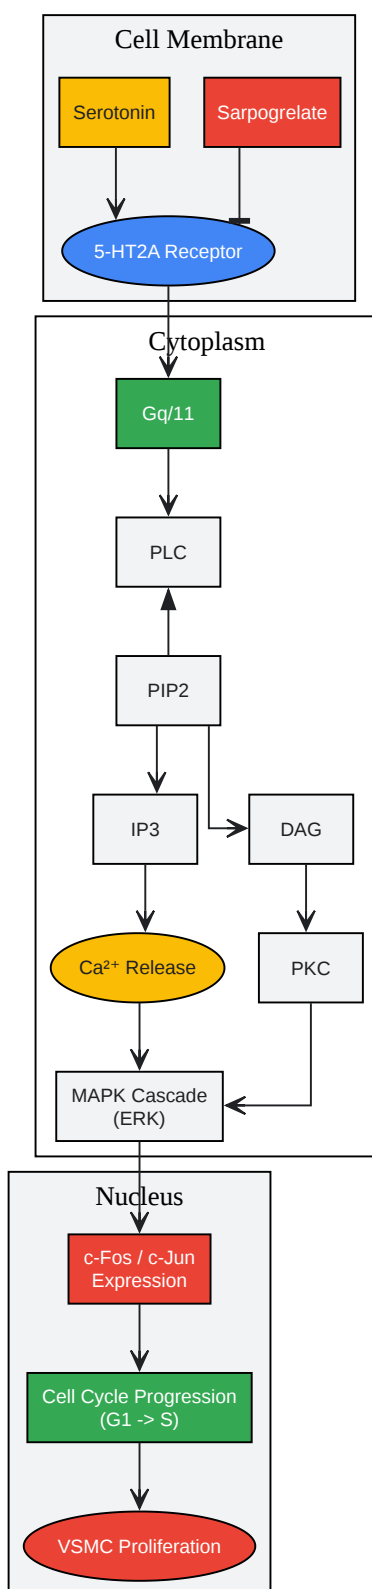 Cell Membrane
Serotonin
Sarpogrelate
5-HT2A Receptor
Cytoplasm
Gq/11
PLC
PIP2
IP3
DAG
Ca²⁺ Release
PKC
MAPK Cascade
(ERK)
Nucleus
c-Fos / c-Jun
Expression
Cell Cycle Progression
(G1 -> S)
VSMC Proliferation